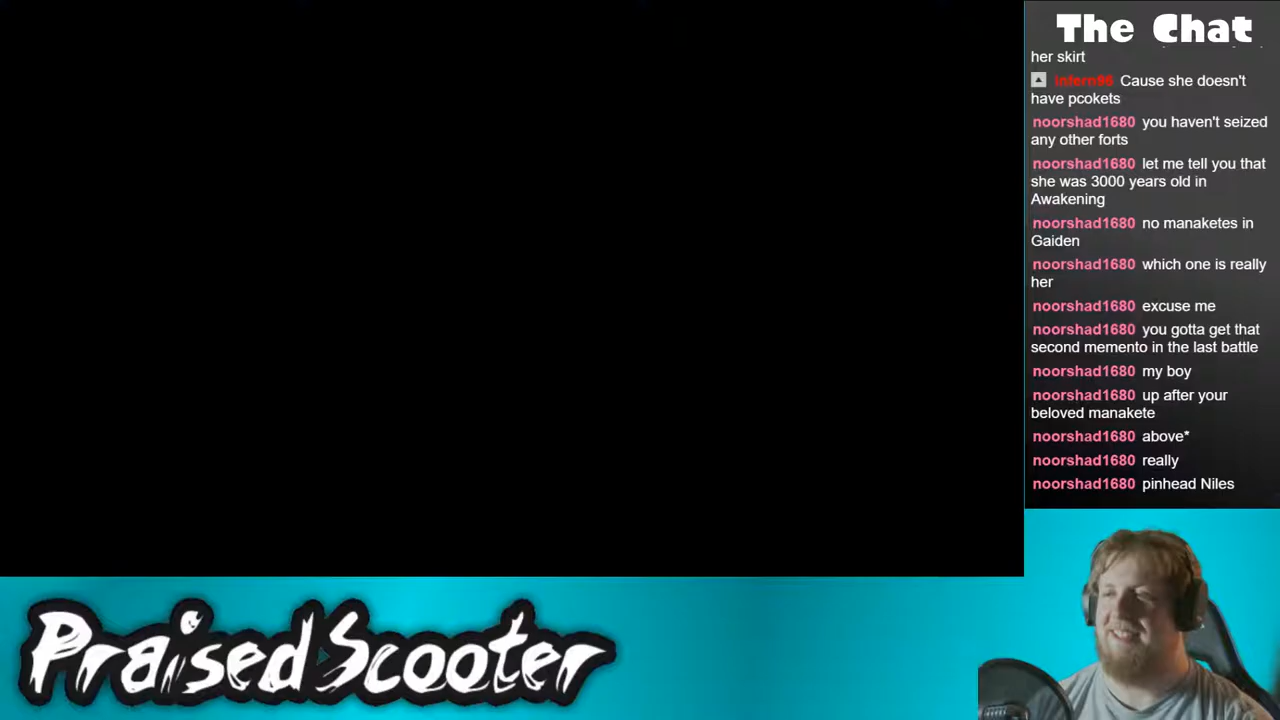 The Chat
her skirt
infern96 Cause she doesn't
have pcokets
noorshad1680 you haven't seized
any other forts
noorshad1680 let me tell you that
she was 3000 years old in
Awakening
noorshad1680 no manaketes in
Gaiden
noorshad1680 which one is really
her
noorshad1680 excuse me
noorshad1680 you gotta get that
second memento in the last battle
noorshad1680 my boy
noorshad1680 up after your
beloved manakete
noorshad1680 above*
noorshad1680 really
noorshad1680 pinhead Niles
PraisedScooter